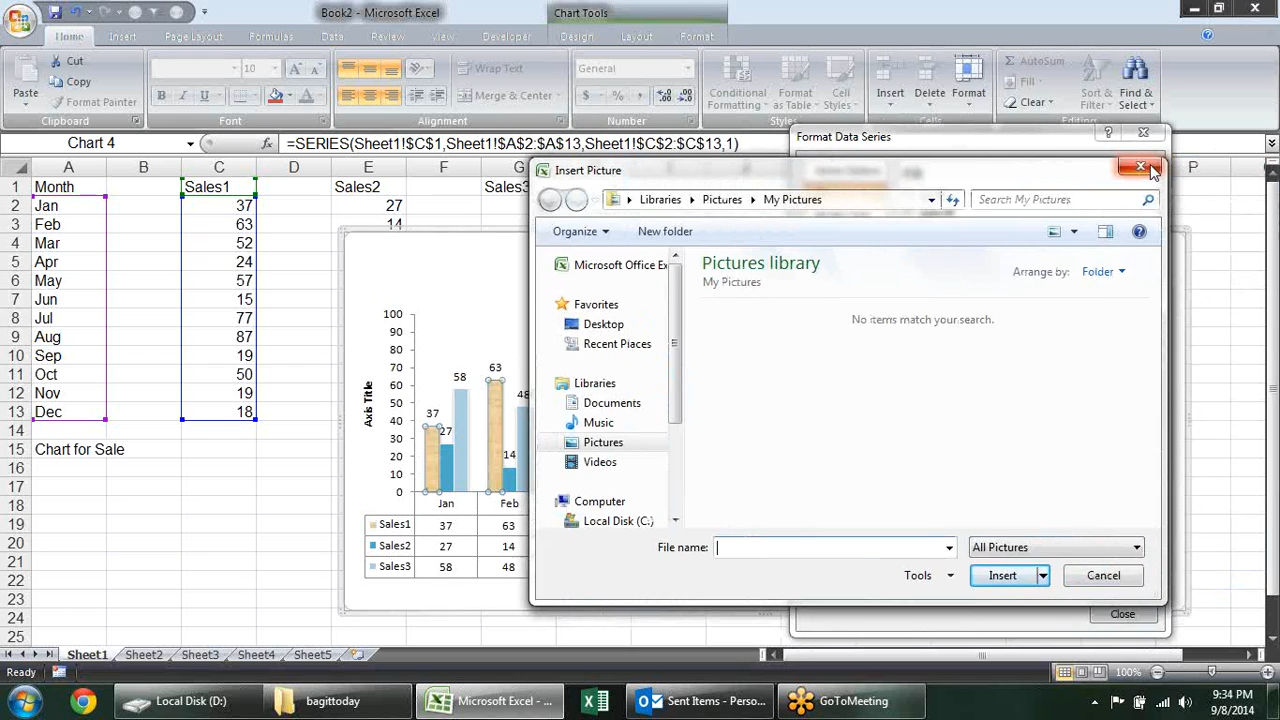 Book2 - Microsoft Excel
Chart Tools
Home
Insert
Page Layout
Formulas
Data
Review
View
Developer
Design
Layout
Format
Paste
Cut
Copy
Format Painter
Clipboard
10
B I U
Font
Wrap Text
Merge & Center
Alignment
General
$ % ,
Number
Conditional Formatting
Format as Table
Cell Styles
Styles
Insert
Delete
Format
Cells
AutoSum
Fill
Clear
Sort & Filter
Find & Select
Chart 4
fx
=SERIES(Sheet1!$C$1,Sheet1!$A$2:$A$13,Sheet1!$C$2:$C$13,1)
A B C D E F G P
1 Month Sales1 Sales2 Sales3
2 Jan 37 27
3 Feb 63 14
4 Mar 52
5 Apr 24
6 May 57
7 Jun 15
8 Jul 77
9 Aug 87
10 Sep 19
11 Oct 50
12 Nov 19
13 Dec 18
14
15 Chart for Sale
16
17
18
19
20
21
22
23
24
25
Axis Title
100
90
80
70
60
50
40
30
20
10
0
37
27
58
63
14
48
Jan Feb
Sales1 37 63
Sales2 27 14
Sales3 58 48
Format Data Series
Close
Insert Picture
Libraries
Pictures
My Pictures
Search My Pictures
Organize
New folder
Microsoft Office Ex
Favorites
Desktop
Recent Places
Libraries
Documents
Music
Pictures
Videos
Computer
Local Disk (C:)
Pictures library
My Pictures
Arrange by: Folder
No items match your search.
File name:
All Pictures
Tools
Insert
Cancel
Sheet1 Sheet2 Sheet3 Sheet4 Sheet5
Ready
100%
Local Disk (D:)
bagittoday
Microsoft Excel - ...
Sent Items - Perso...
GoToMeeting
9:34 PM
9/8/2014